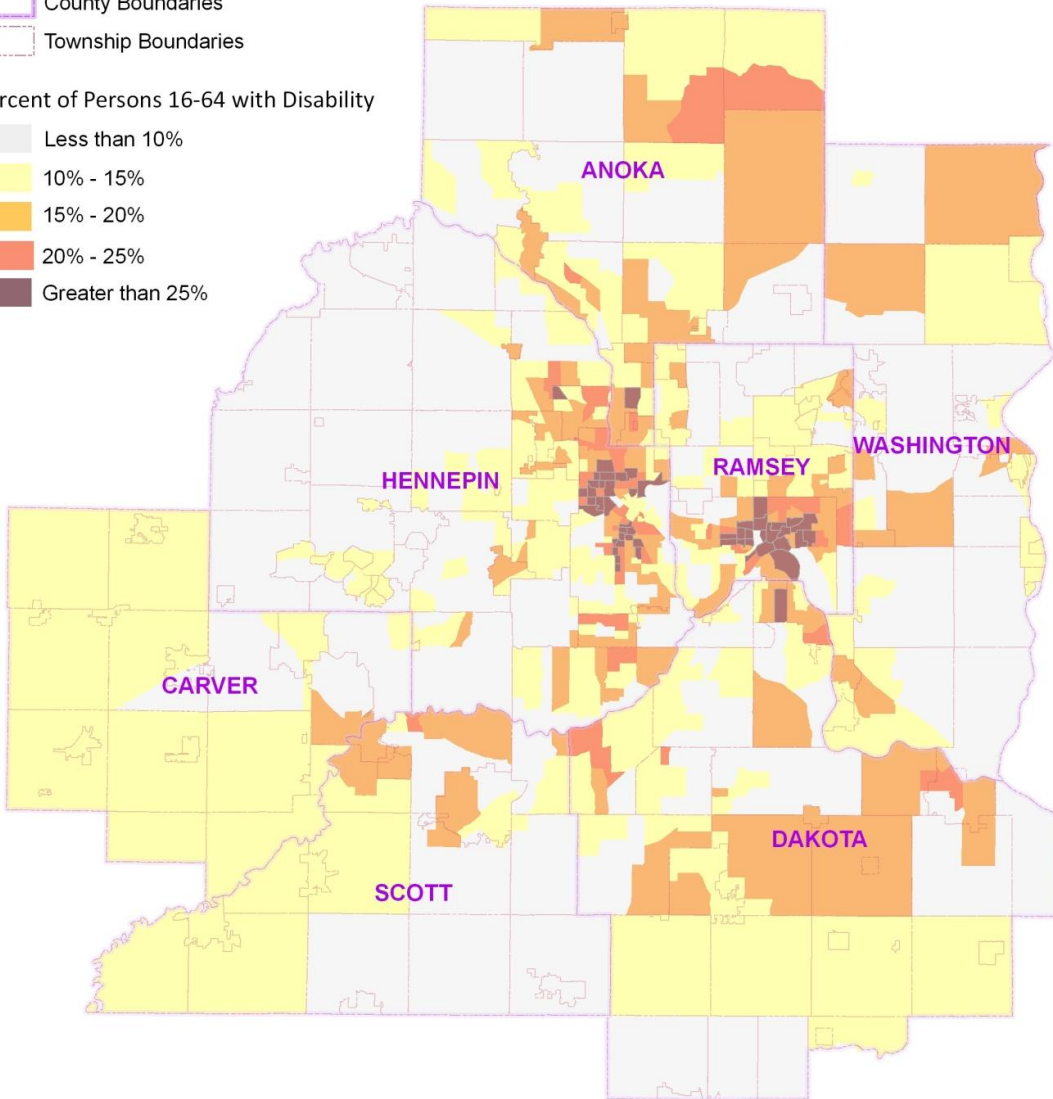 County Boundaries
Township Boundaries
rcent of Persons 16-64 with Disability
Less than 10%
10% - 15%
15% - 20%
20% - 25%
Greater than 25%
ANOKA
HENNEPIN
RAMSEY
WASHINGTON
CARVER
DAKOTA
SCOTT